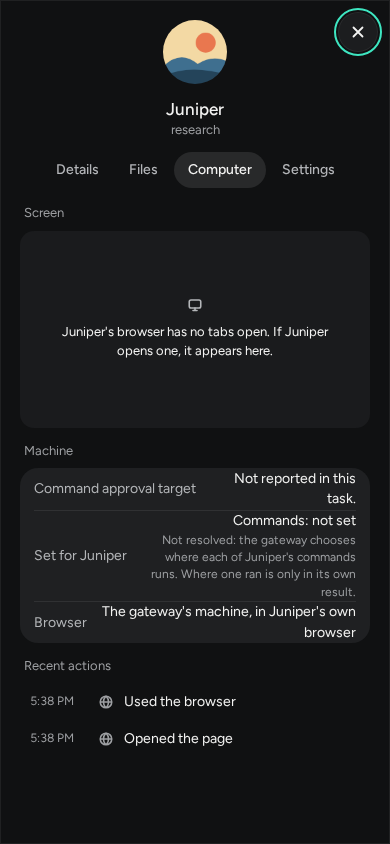 Juniper
research
Details
Files
Computer
Settings
Screen
Juniper's browser has no tabs open. If Juniper
opens one, it appears here.
Machine
Command approval target
Not reported in this
task.
Set for Juniper
Commands: not set
Not resolved: the gateway chooses
where each of Juniper's commands
runs. Where one ran is only in its own
result.
Browser
The gateway's machine, in Juniper's own
browser
Recent actions
5:38 PM
Used the browser
5:38 PM
Opened the page